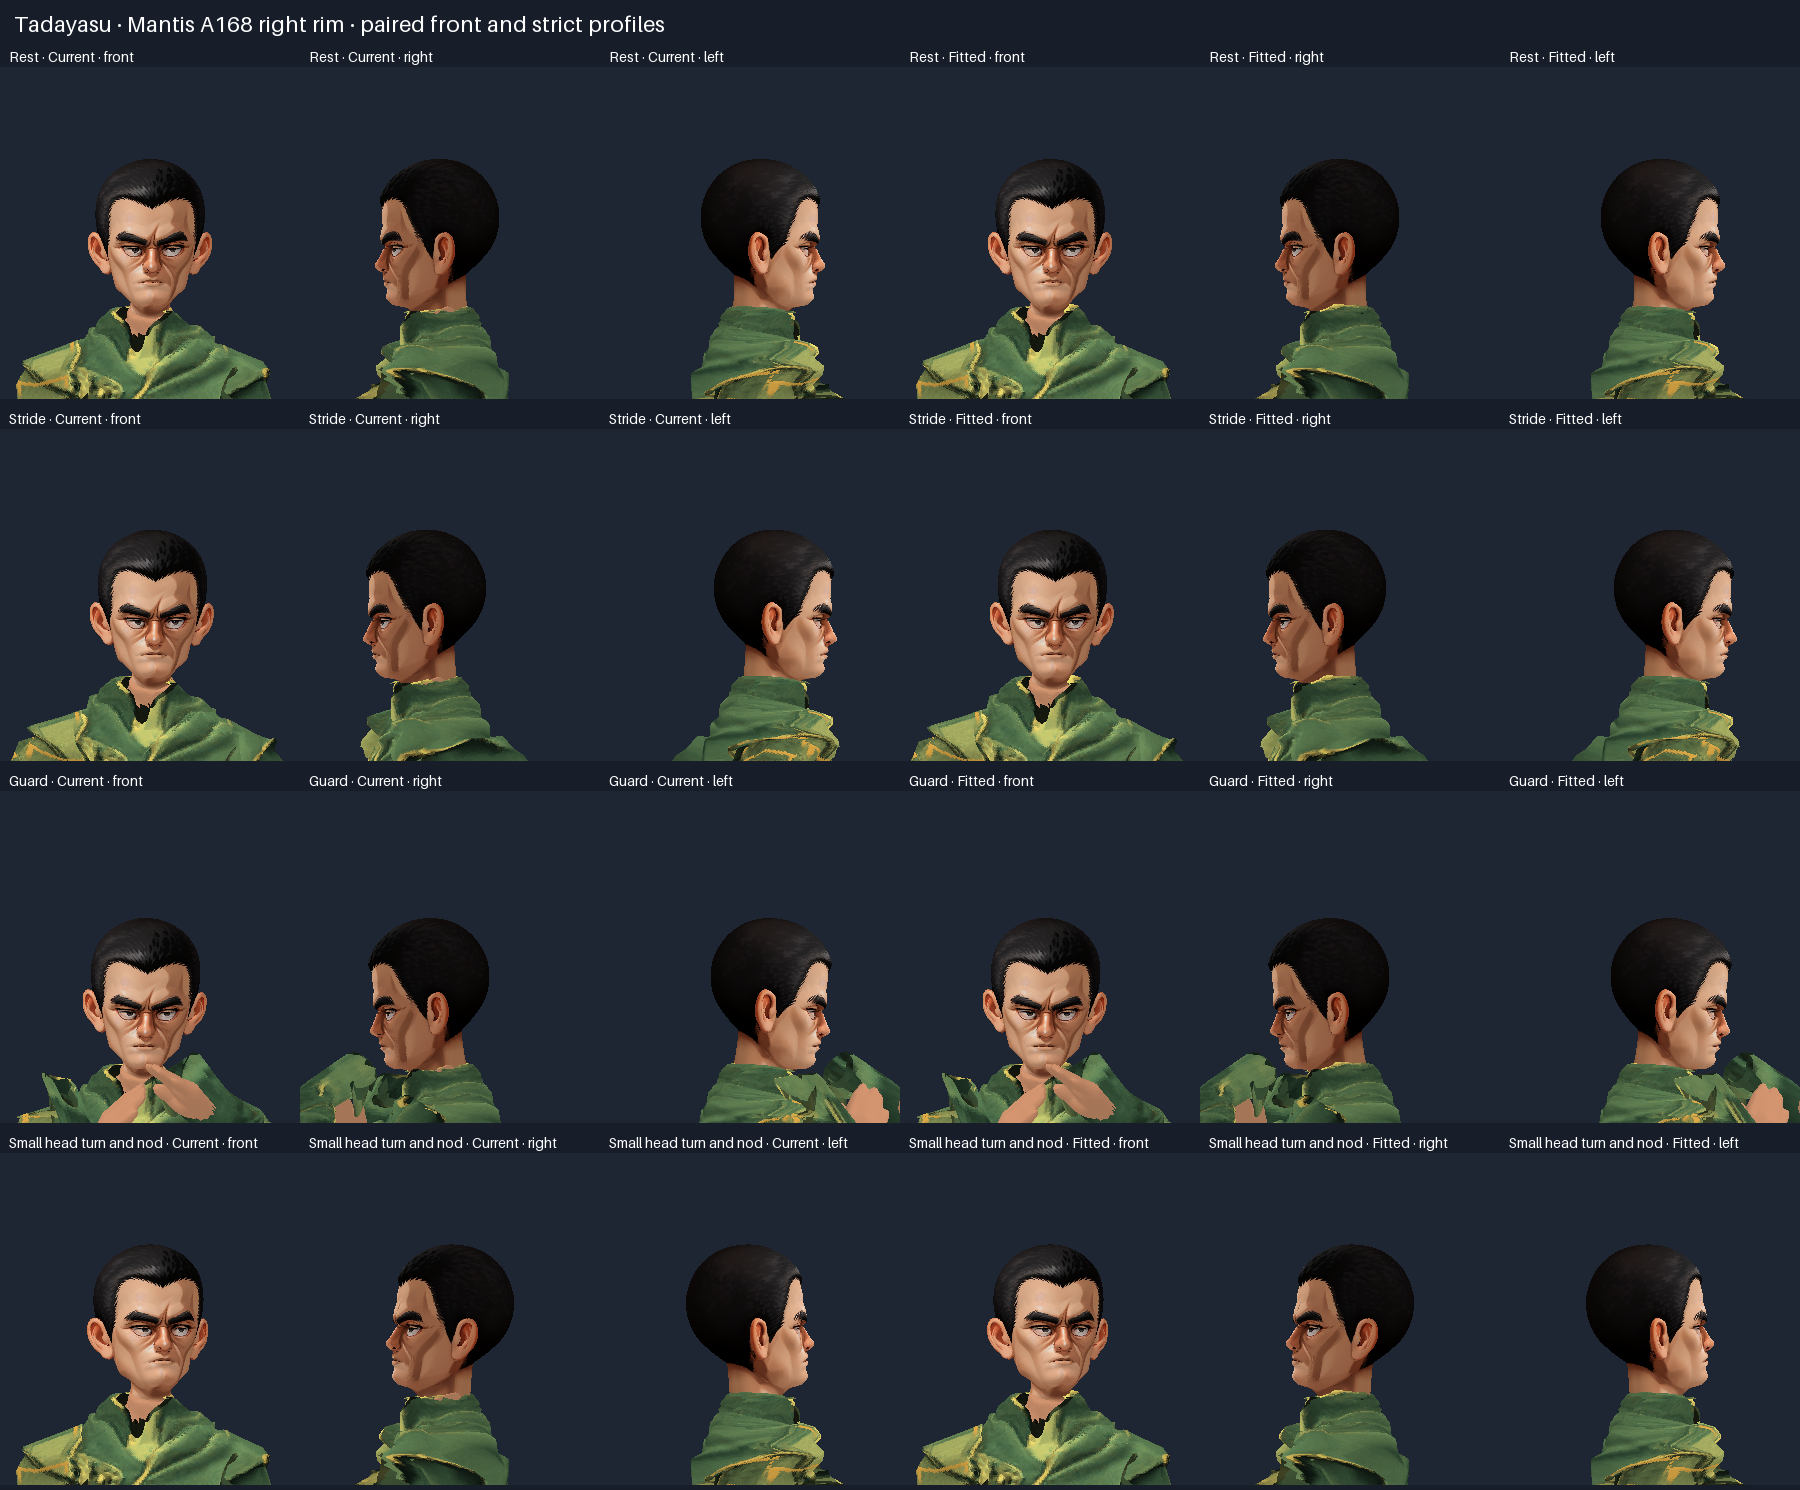 Tadayasu · Mantis A168 right rim · paired front and strict profiles
Rest · Current · front
Rest · Current · right
Rest · Current · left
Rest · Fitted · front
Rest · Fitted · right
Rest · Fitted · left
Stride · Current · front
Stride · Current · right
Stride · Current · left
Stride · Fitted · front
Stride · Fitted · right
Stride · Fitted · left
Guard · Current · front
Guard · Current · right
Guard · Current · left
Guard · Fitted · front
Guard · Fitted · right
Guard · Fitted · left
Small head turn and nod · Current · front
Small head turn and nod · Current · right
Small head turn and nod · Current · left
Small head turn and nod · Fitted · front
Small head turn and nod · Fitted · right
Small head turn and nod · Fitted · left